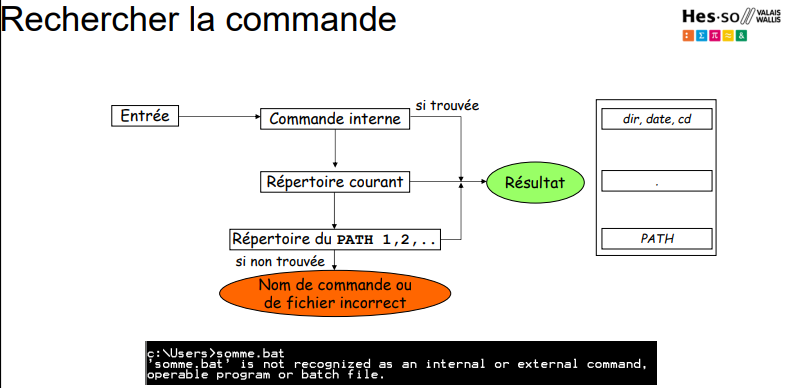 Rechercher la commande
Hes·so VALAIS
WALLIS
: Σ π = &
si trouvée
Entrée
Commande interne
dir, date, cd
Répertoire courant
Résultat
.
Répertoire du PATH 1,2,..
PATH
si non trouvée
Nom de commande ou
de fichier incorrect
c:\Users>somme.bat
'somme.bat' is not recognized as an internal or external command,
operable program or batch file.